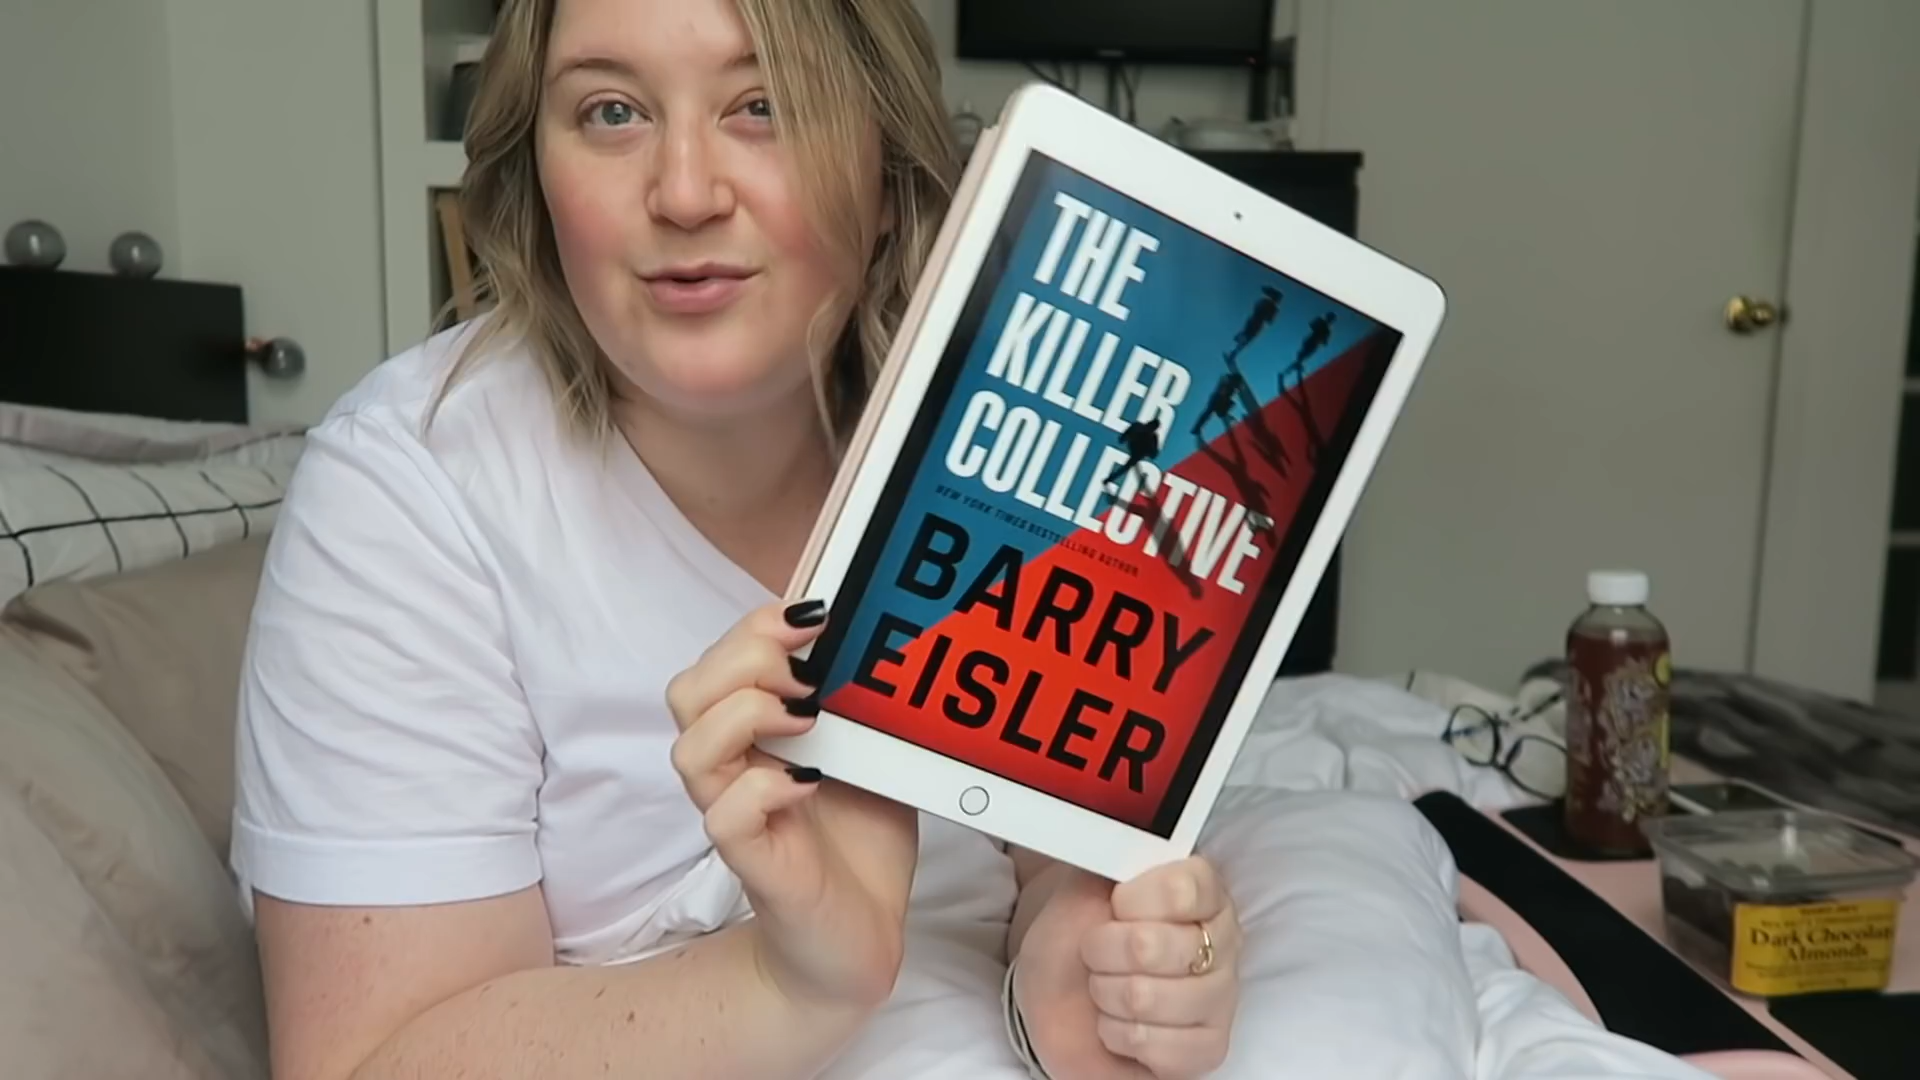 THE
KILLER
COLLECTIVE
NEW YORK TIMES BESTSELLING AUTHOR
BARRY
EISLER
Dark Chocolate
Almonds